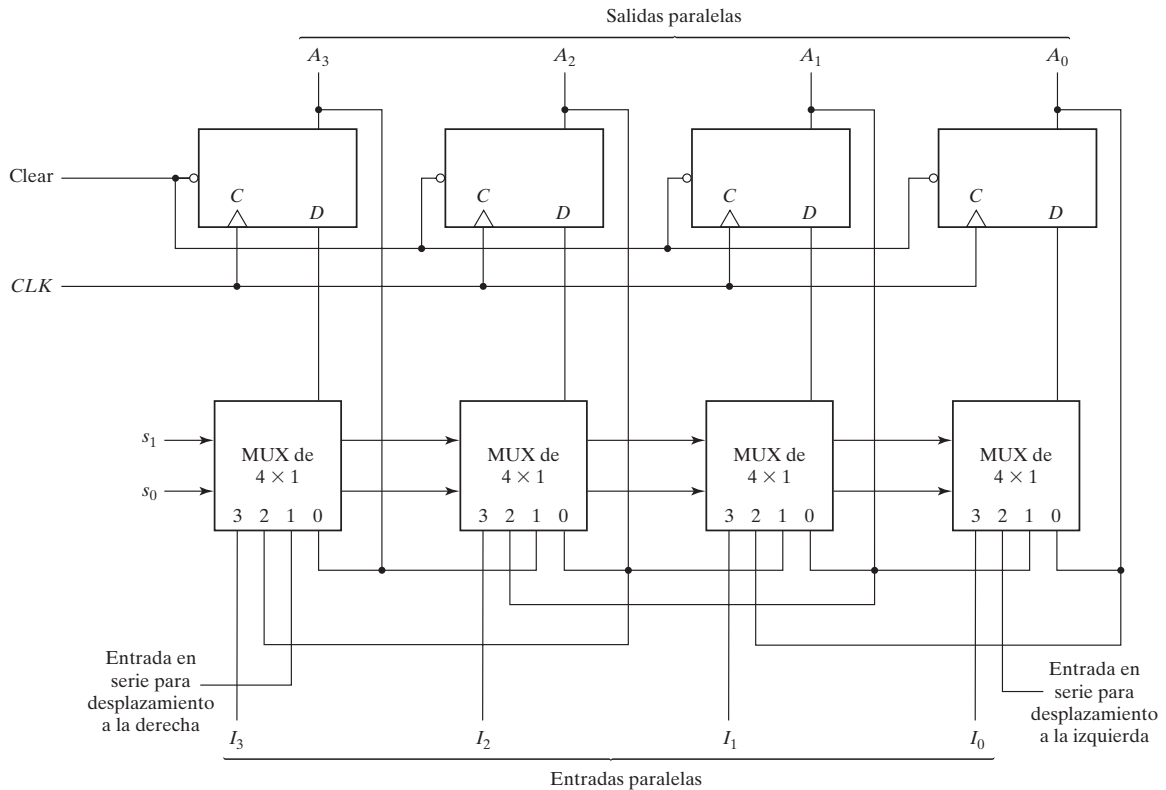 Salidas paralelas
A3 A2 A1 A0
Clear
C D C D C D C D
CLK
s1
s0
MUX de
4 × 1
MUX de
4 × 1
MUX de
4 × 1
MUX de
4 × 1
3 2 1 0 3 2 1 0 3 2 1 0 3 2 1 0
Entrada en
serie para
desplazamiento
a la derecha
Entrada en
serie para
desplazamiento
a la izquierda
I3 I2 I1 I0
Entradas paralelas